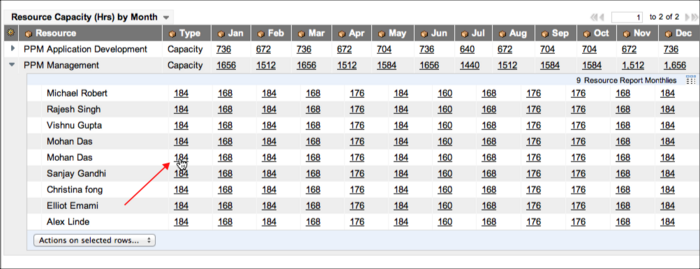 Resource Capacity (Hrs) by Month 1 to 2 of 2
Resource Type Jan Feb Mar Apr May Jun Jul Aug Sep Oct Nov Dec
PPM Application Development Capacity 736 672 736 672 704 736 640 672 704 704 672 736
PPM Management Capacity 1656 1512 1656 1512 1584 1656 1440 1512 1584 1584 1,512 1,656
9 Resource Report Monthlies
Michael Robert 184 168 184 168 176 184 160 168 176 176 168 184
Rajesh Singh 184 168 184 168 176 184 160 168 176 176 168 184
Vishnu Gupta 184 168 184 168 176 184 160 168 176 176 168 184
Mohan Das 184 168 184 168 176 184 160 168 176 176 168 184
Mohan Das 184 168 184 168 176 184 160 168 176 176 168 184
Sanjay Gandhi 184 168 184 168 176 184 160 168 176 176 168 184
Christina fong 184 168 184 168 176 184 160 168 176 176 168 184
Elliot Emami 184 168 184 168 176 184 160 168 176 176 168 184
Alex Linde 184 168 184 168 176 184 160 168 176 176 168 184
Actions on selected rows...